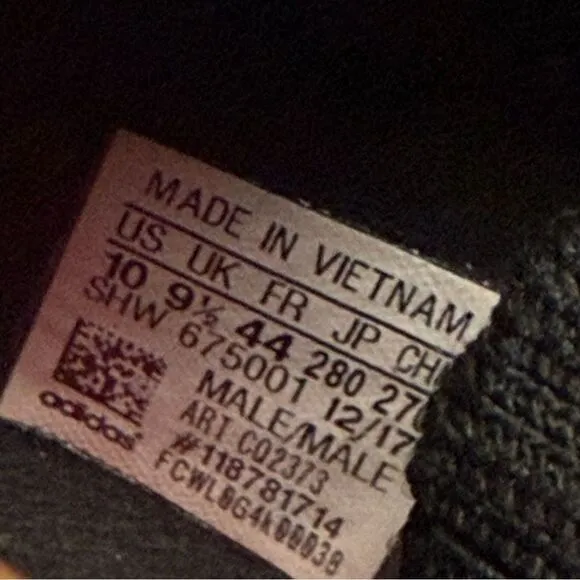 MADE IN VIETNAM
US UK FR JP CH
10 9½ 44 280 27
SHW 675001 12/17
MALE/MALE
ART CQ2373
#118781714
adidas